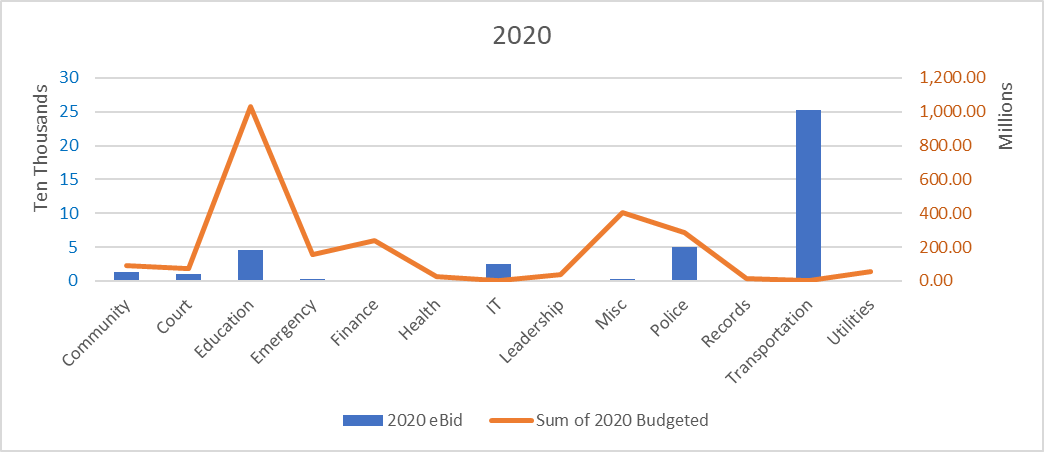 2020
Ten Thousands
30
25
20
15
10
5
0
1,200.00
1,000.00
800.00
600.00
400.00
200.00
0.00
Millions
Community
Court
Education
Emergency
Finance
Health
IT
Leadership
Misc
Police
Records
Transportation
Utilities
2020 eBid
Sum of 2020 Budgeted